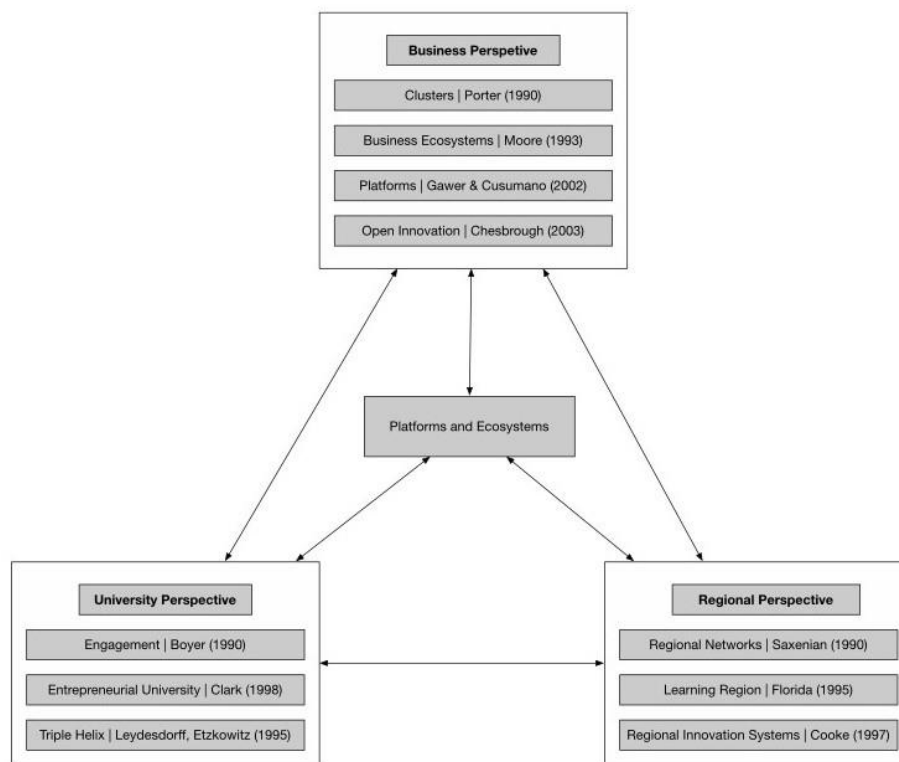 Business Perspetive
Clusters | Porter (1990)
Business Ecosystems | Moore (1993)
Platforms | Gawer & Cusumano (2002)
Open Innovation | Chesbrough (2003)
Platforms and Ecosystems
University Perspective
Engagement | Boyer (1990)
Entrepreneurial University | Clark (1998)
Triple Helix | Leydesdorff, Etzkowitz (1995)
Regional Perspective
Regional Networks | Saxenian (1990)
Learning Region | Florida (1995)
Regional Innovation Systems | Cooke (1997)